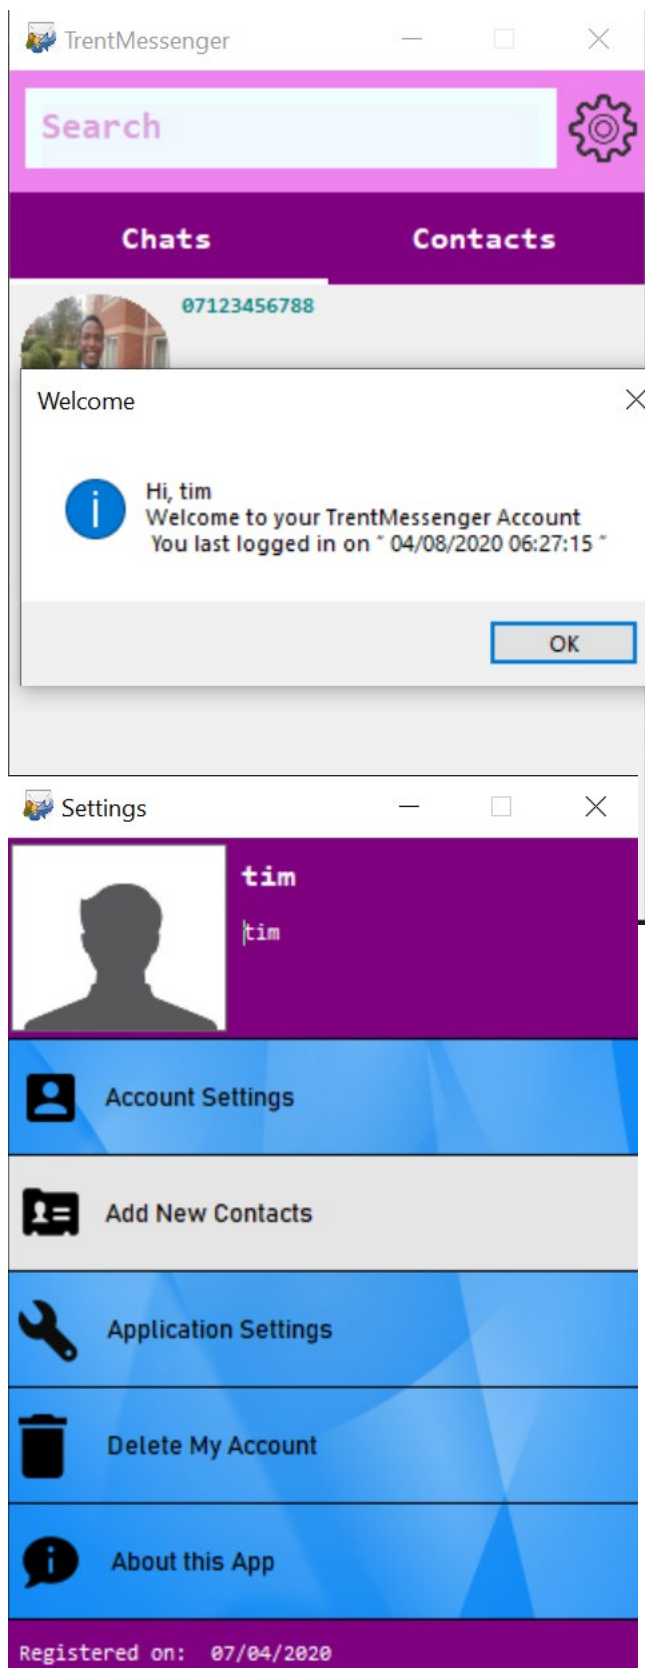 TrentMessenger
Search
Chats Contacts
07123456788
Welcome
Hi, tim
Welcome to your TrentMessenger Account
You last logged in on " 04/08/2020 06:27:15 "
OK
Settings
tim
tim
Account Settings
Add New Contacts
Application Settings
Delete My Account
About this App
Registered on: 07/04/2020